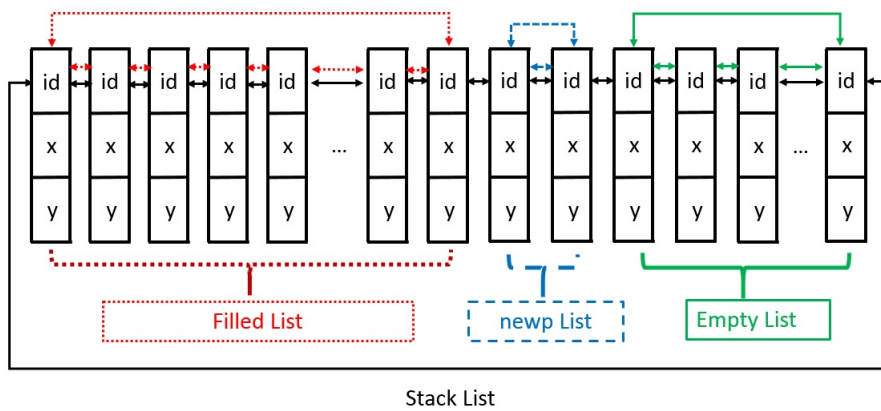 id id id id id id id id id id id id id
x x x x x ... x x x x x x x ... x
y y y y y y y y y y y y y
Filled List newp List Empty List
Stack List